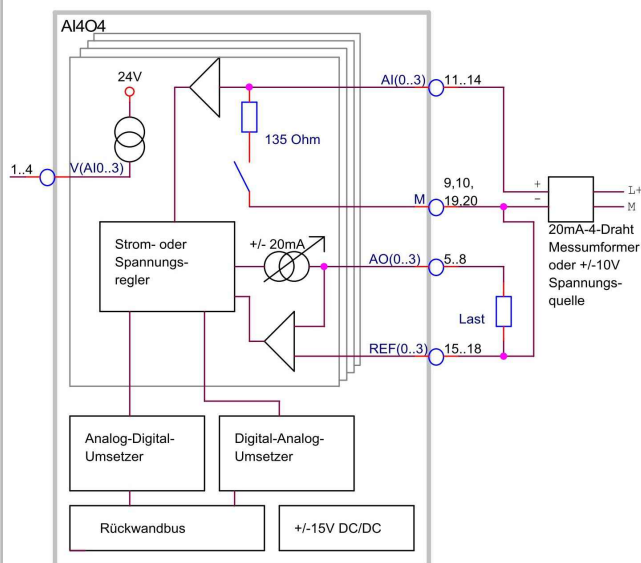 AI4O4
24V
AI(0..3)
11..14
135 Ohm
1..4
V(AI0..3)
9,10,
M
19,20
+
-
L+
M
20mA-4-Draht
Messumformer
oder +/-10V
Spannungs-
quelle
Strom- oder
Spannungs-
regler
+/- 20mA
AO(0..3)
5..8
Last
REF(0..3)
15..18
Analog-Digital-
Umsetzer
Digital-Analog-
Umsetzer
Rückwandbus
+/-15V DC/DC